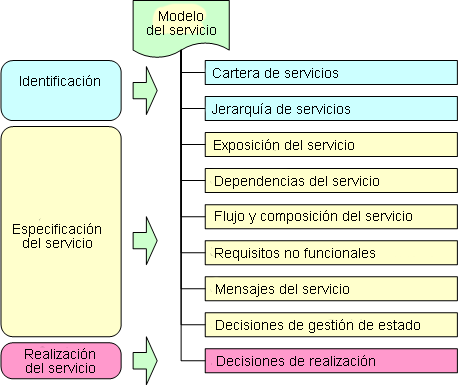 Modelo
del servicio
Identificación
Cartera de servicios
Jerarquía de servicios
Especificación
del servicio
Exposición del servicio
Dependencias del servicio
Flujo y composición del servicio
Requisitos no funcionales
Mensajes del servicio
Decisiones de gestión de estado
Realización
del servicio
Decisiones de realización